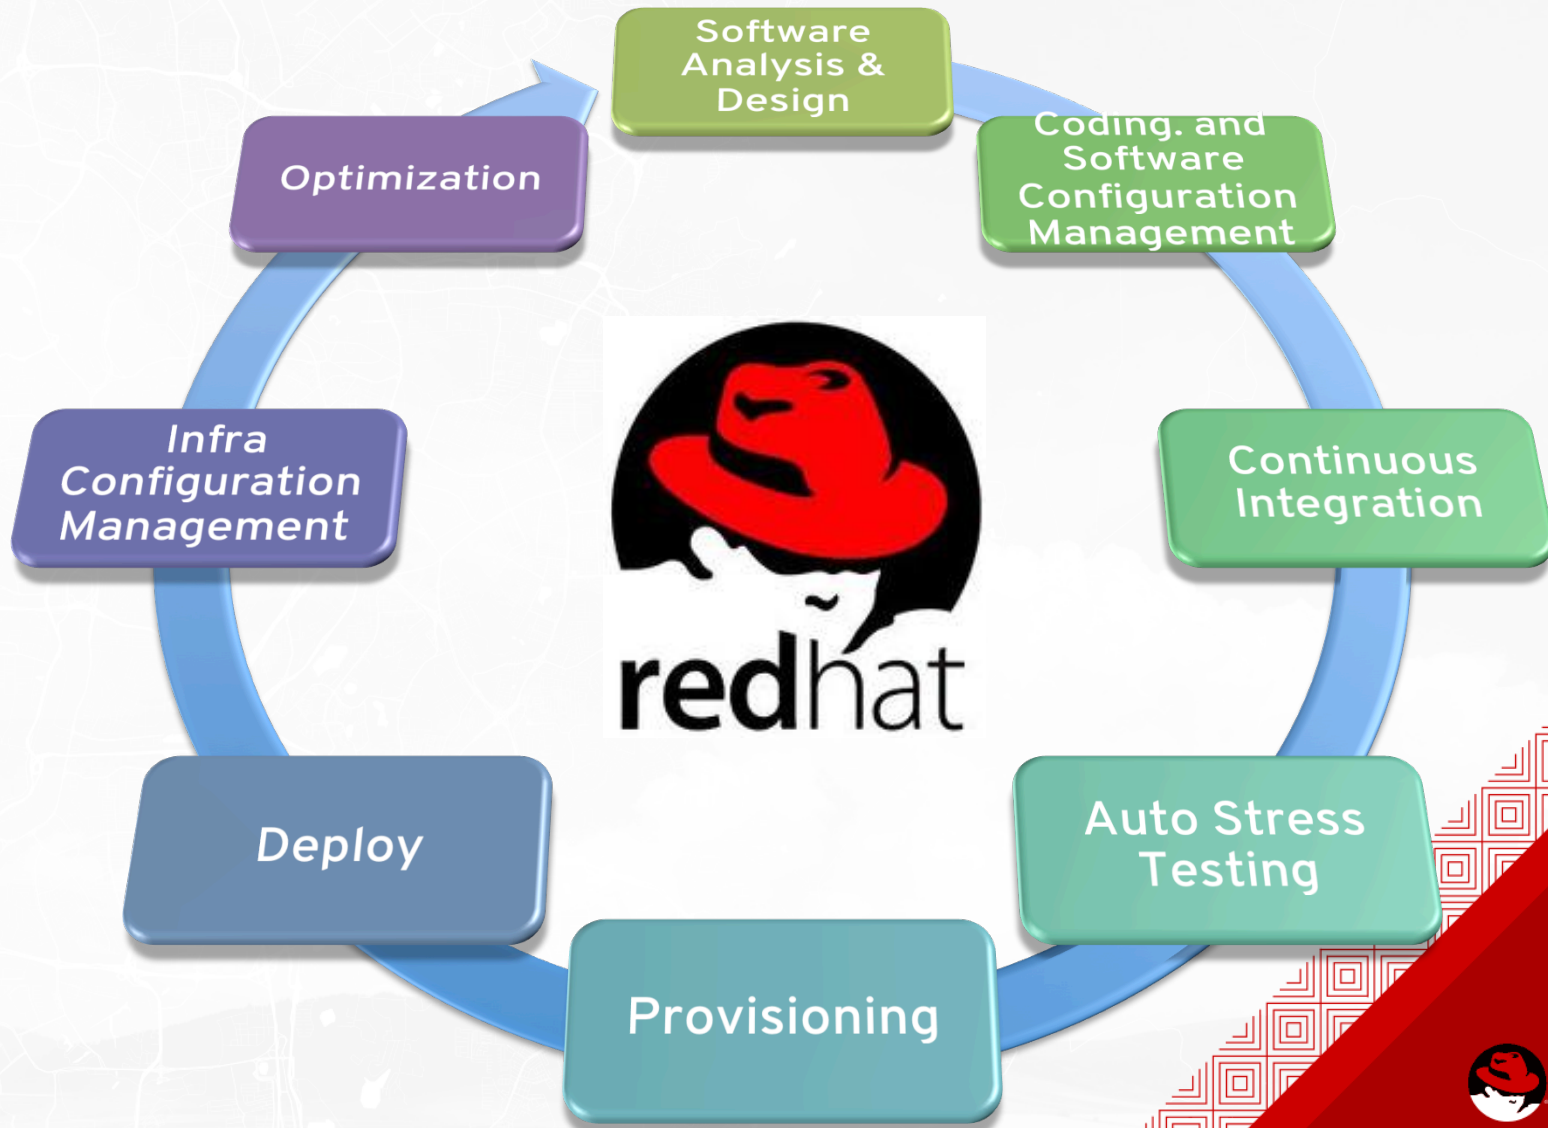 Software
Analysis &
Design
Coding. and
Software
Configuration
Management
Continuous
Integration
Auto Stress
Testing
Provisioning
Deploy
Infra
Configuration
Management
Optimization
redhat